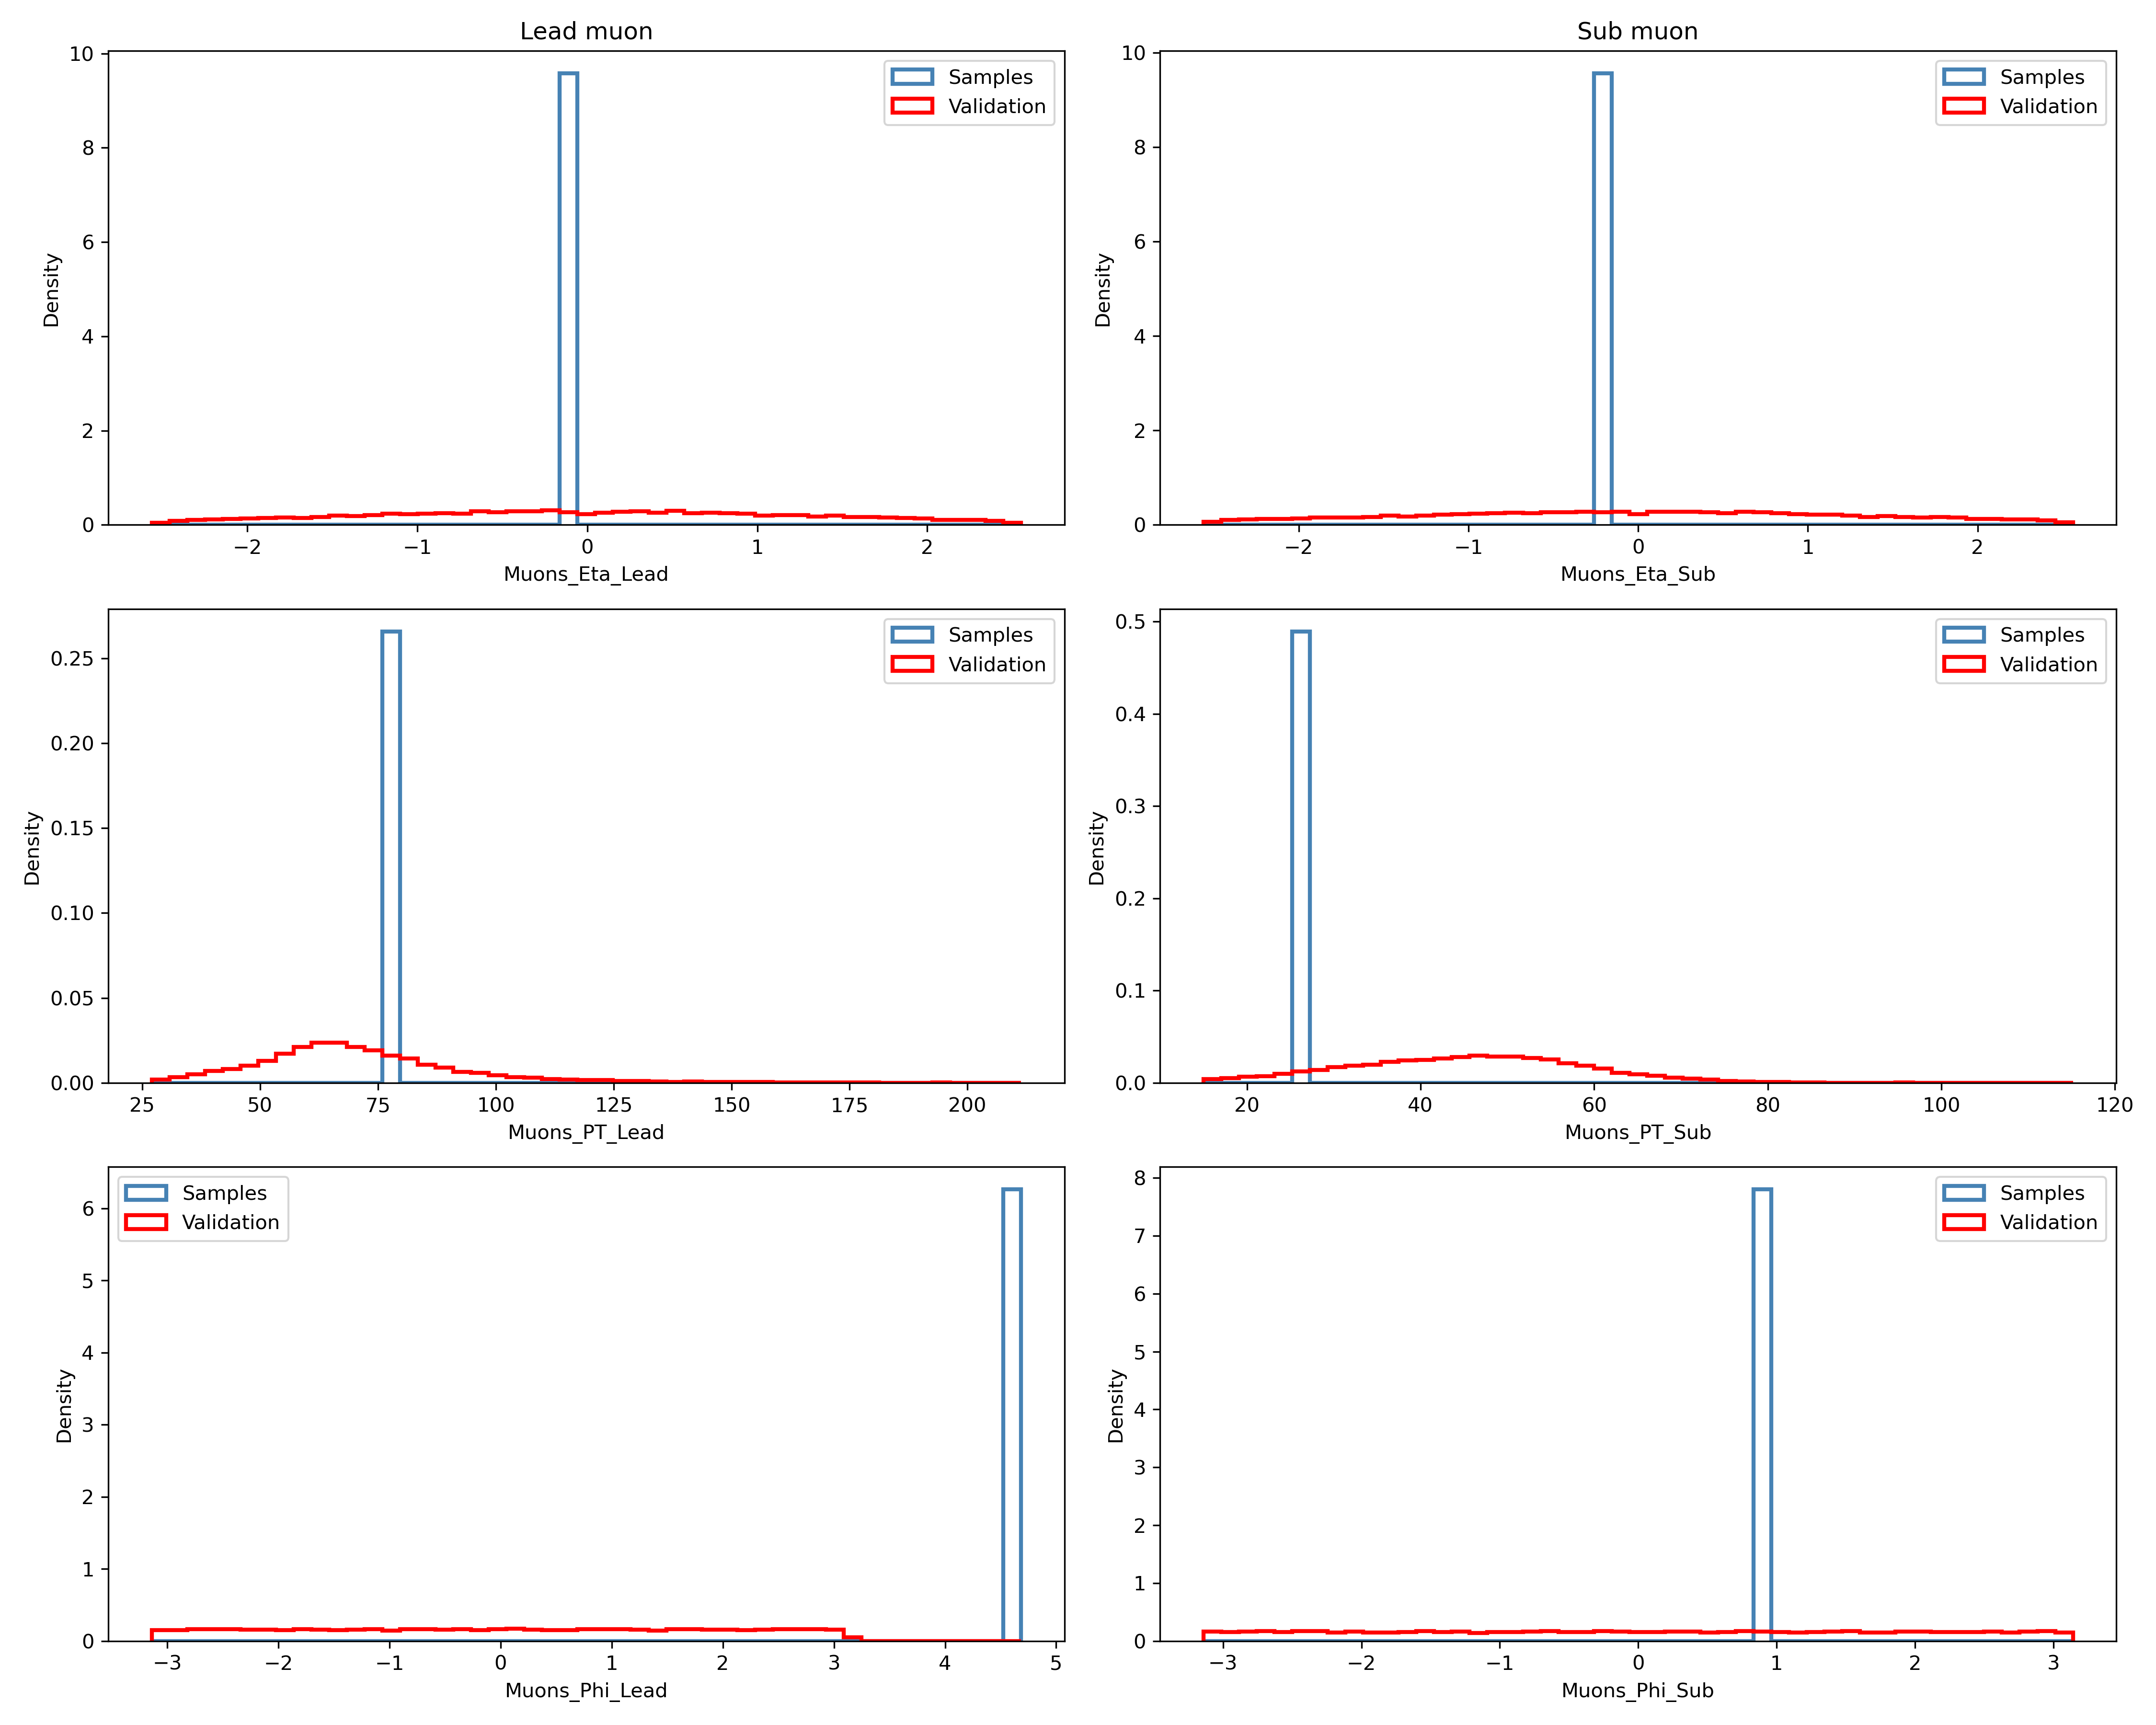 Lead muon
Density
10
8
6
4
2
0
−2 −1 0 1 2
Muons_Eta_Lead
Samples
Validation
Sub muon
Density
10
8
6
4
2
0
−2 −1 0 1 2
Muons_Eta_Sub
Samples
Validation
Density
0.25
0.20
0.15
0.10
0.05
0.00
25 50 75 100 125 150 175 200
Muons_PT_Lead
Samples
Validation
Density
0.5
0.4
0.3
0.2
0.1
0.0
20 40 60 80 100 120
Muons_PT_Sub
Samples
Validation
Density
6
5
4
3
2
1
0
−3 −2 −1 0 1 2 3 4 5
Muons_Phi_Lead
Samples
Validation
Density
8
7
6
5
4
3
2
1
0
−3 −2 −1 0 1 2 3
Muons_Phi_Sub
Samples
Validation